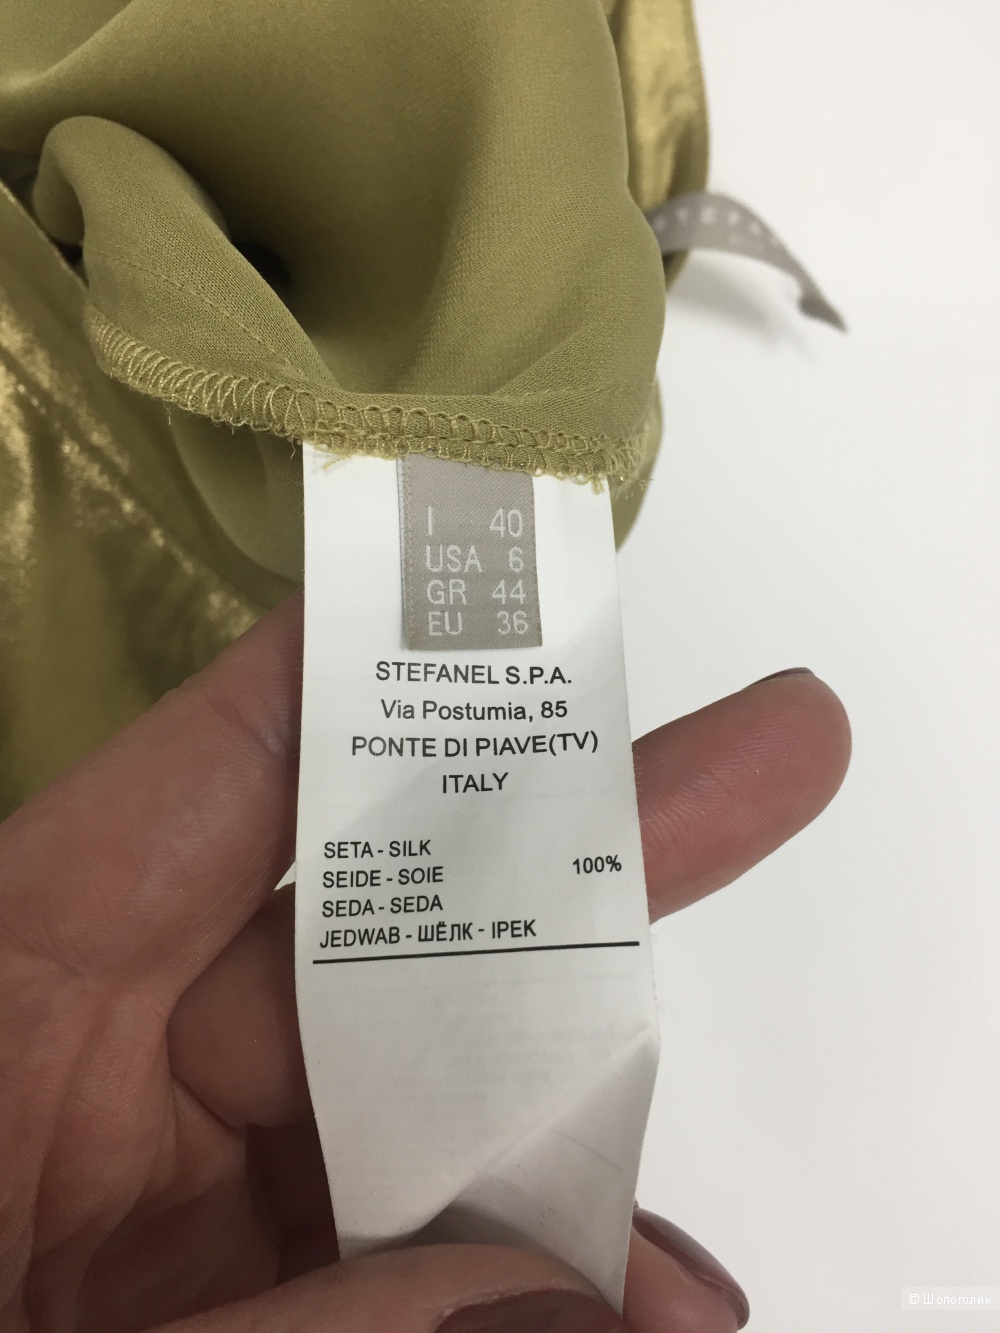 I 40
USA 6
GR 44
EU 36
STEFANEL S.P.A.
Via Postumia, 85
PONTE DI PIAVE(TV)
ITALY
SETA - SILK
SEIDE - SOIE 100%
SEDA - SEDA
JEDWAB - ШЁЛК - IPEK
© Шопоголик